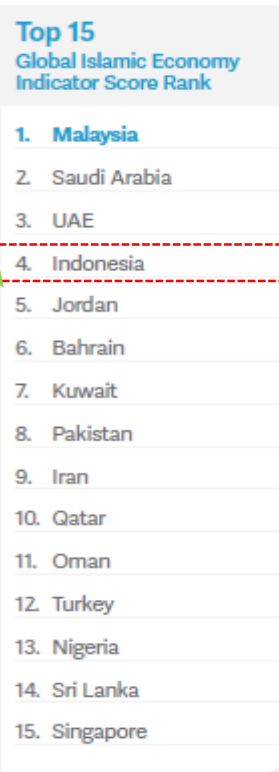 Top 15
Global Islamic Economy
Indicator Score Rank
1. Malaysia
2. Saudi Arabia
3. UAE
4. Indonesia
5. Jordan
6. Bahrain
7. Kuwait
8. Pakistan
9. Iran
10. Qatar
11. Oman
12. Turkey
13. Nigeria
14. Sri Lanka
15. Singapore